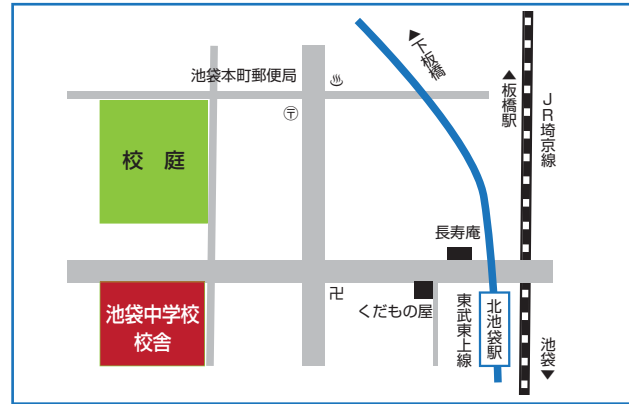 池袋本町郵便局
▲下板橋
▲板橋駅
JR埼京線
校 庭
長寿庵
池袋中学校
校舎
くだもの屋
東武東上線
北池袋駅
池袋▼